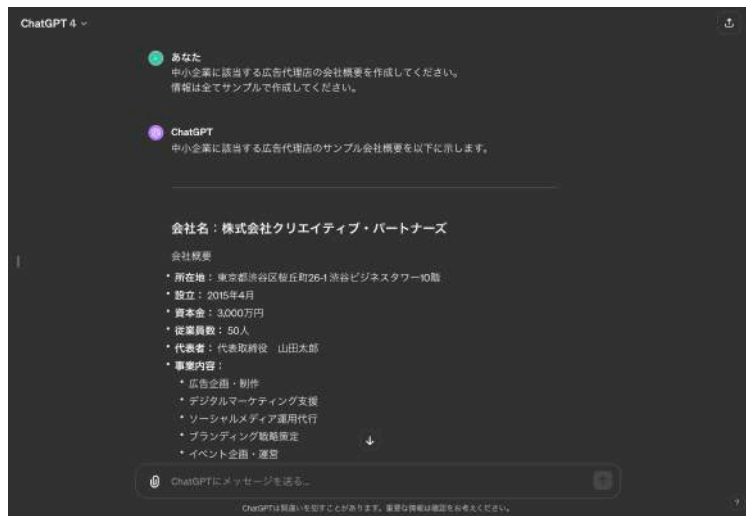 ChatGPT 4
あなた
中小企業に該当する広告代理店の会社概要を作成してください。
情報は全てサンプルで作成してください。
ChatGPT
中小企業に該当する広告代理店のサンプル会社概要を以下に示します。
会社名：株式会社クリエイティブ・パートナーズ
会社概要
• 所在地： 東京都渋谷区桜丘町26-1 渋谷ビジネスタワー10階
• 設立： 2015年4月
• 資本金： 3,000万円
• 従業員数： 50人
• 代表者： 代表取締役　山田太郎
• 事業内容：
• 広告企画・制作
• デジタルマーケティング支援
• ソーシャルメディア運用代行
• ブランディング戦略策定
• イベント企画・運営
ChatGPTにメッセージを送る...
ChatGPTは間違いを犯すことがあります。重要な情報は確認をお考えください。
?